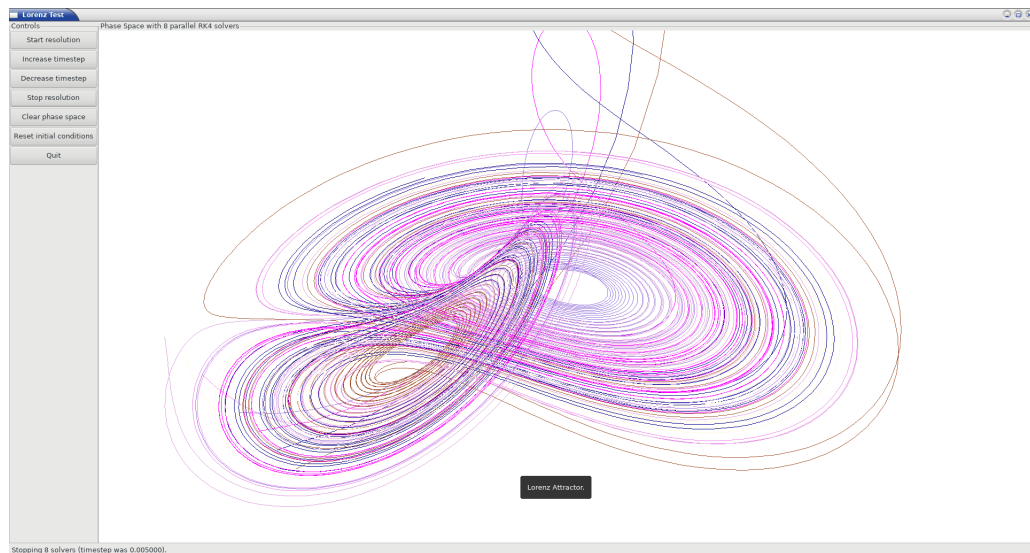 Lorenz Test
Controls
Phase Space with 8 parallel RK4 solvers
Start resolution
Increase timestep
Decrease timestep
Stop resolution
Clear phase space
Reset initial conditions
Quit
Lorenz Attractor.
Stopping 8 solvers (timestep was 0.005000).